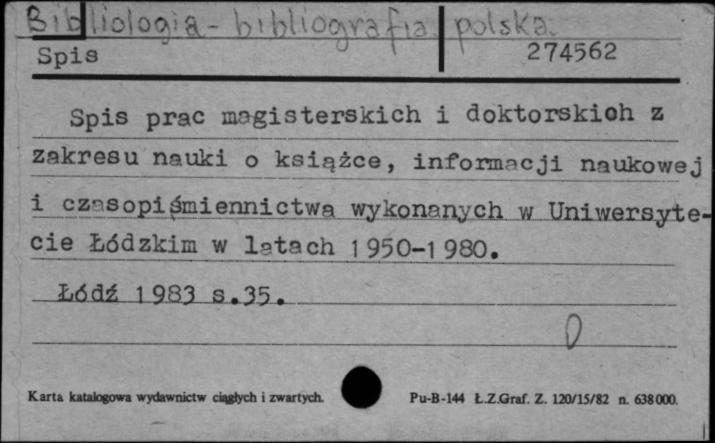 Bibliologia - bibliografia polska.
Spis 274562
Spis prac magisterskich i doktorskich z
zakresu nauki o książce, informacji naukowej
i czasopiśmiennictwa wykonanych w Uniwersyte-
cie Łódzkim w latach 1950-1980.
Łódź 1983 s.35.
Karta katalogowa wydawnictw ciągłych i zwartych. Pu-B-144 Ł.Z.Graf. Z. 120/15/82 n. 638000.